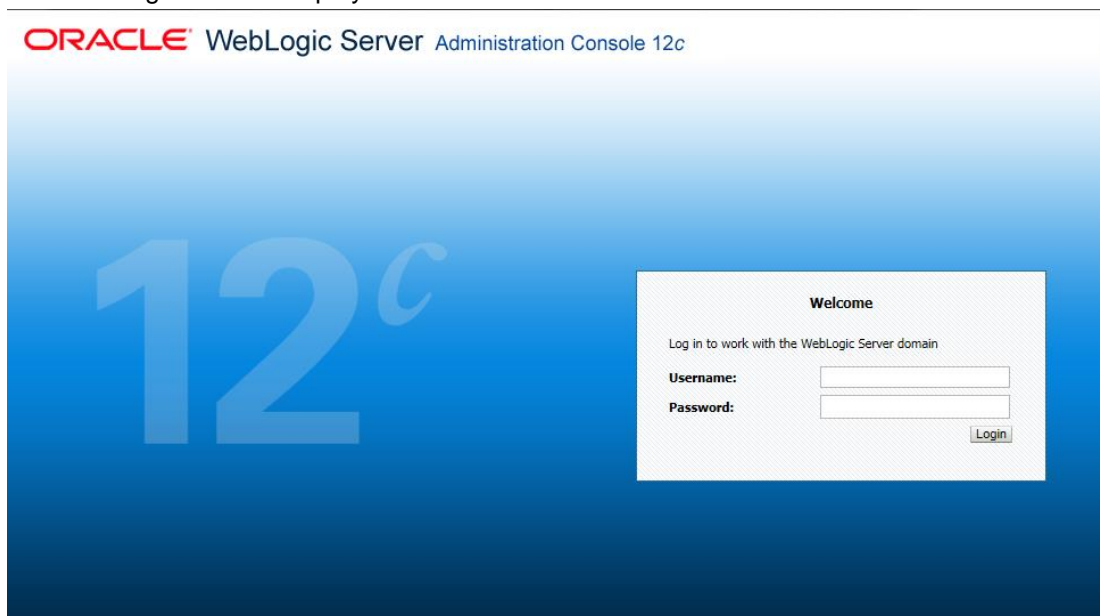 ORACLE WebLogic Server Administration Console 12c
12c
Welcome
Log in to work with the WebLogic Server domain
Username:
Password:
Login